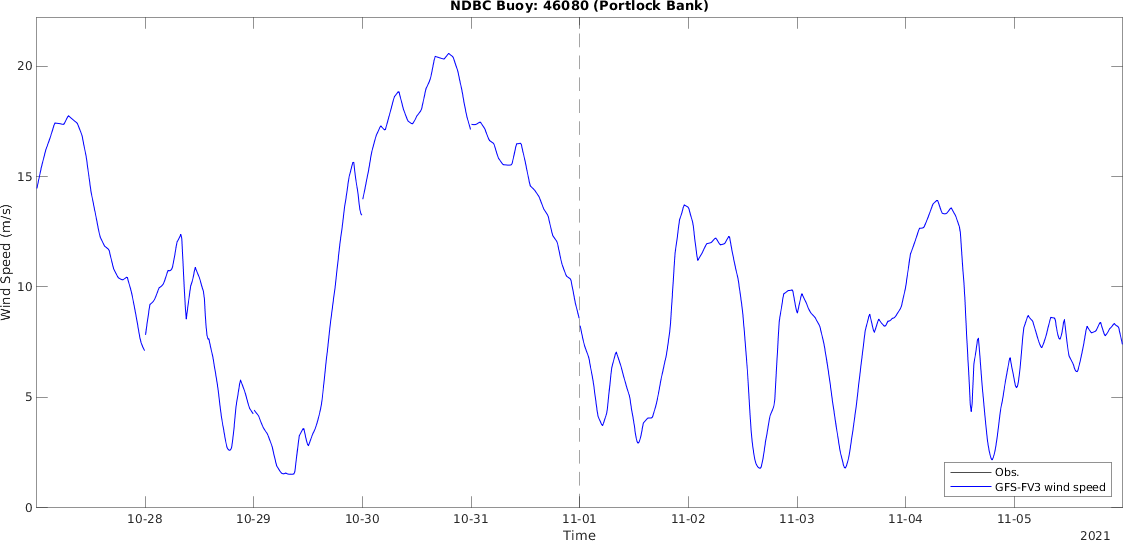 NDBC Buoy: 46080 (Portlock Bank)
20
15
10
5
0
Wind Speed (m/s)
10-28 10-29 10-30 10-31 11-01 11-02 11-03 11-04 11-05
Time
2021
Obs.
GFS-FV3 wind speed